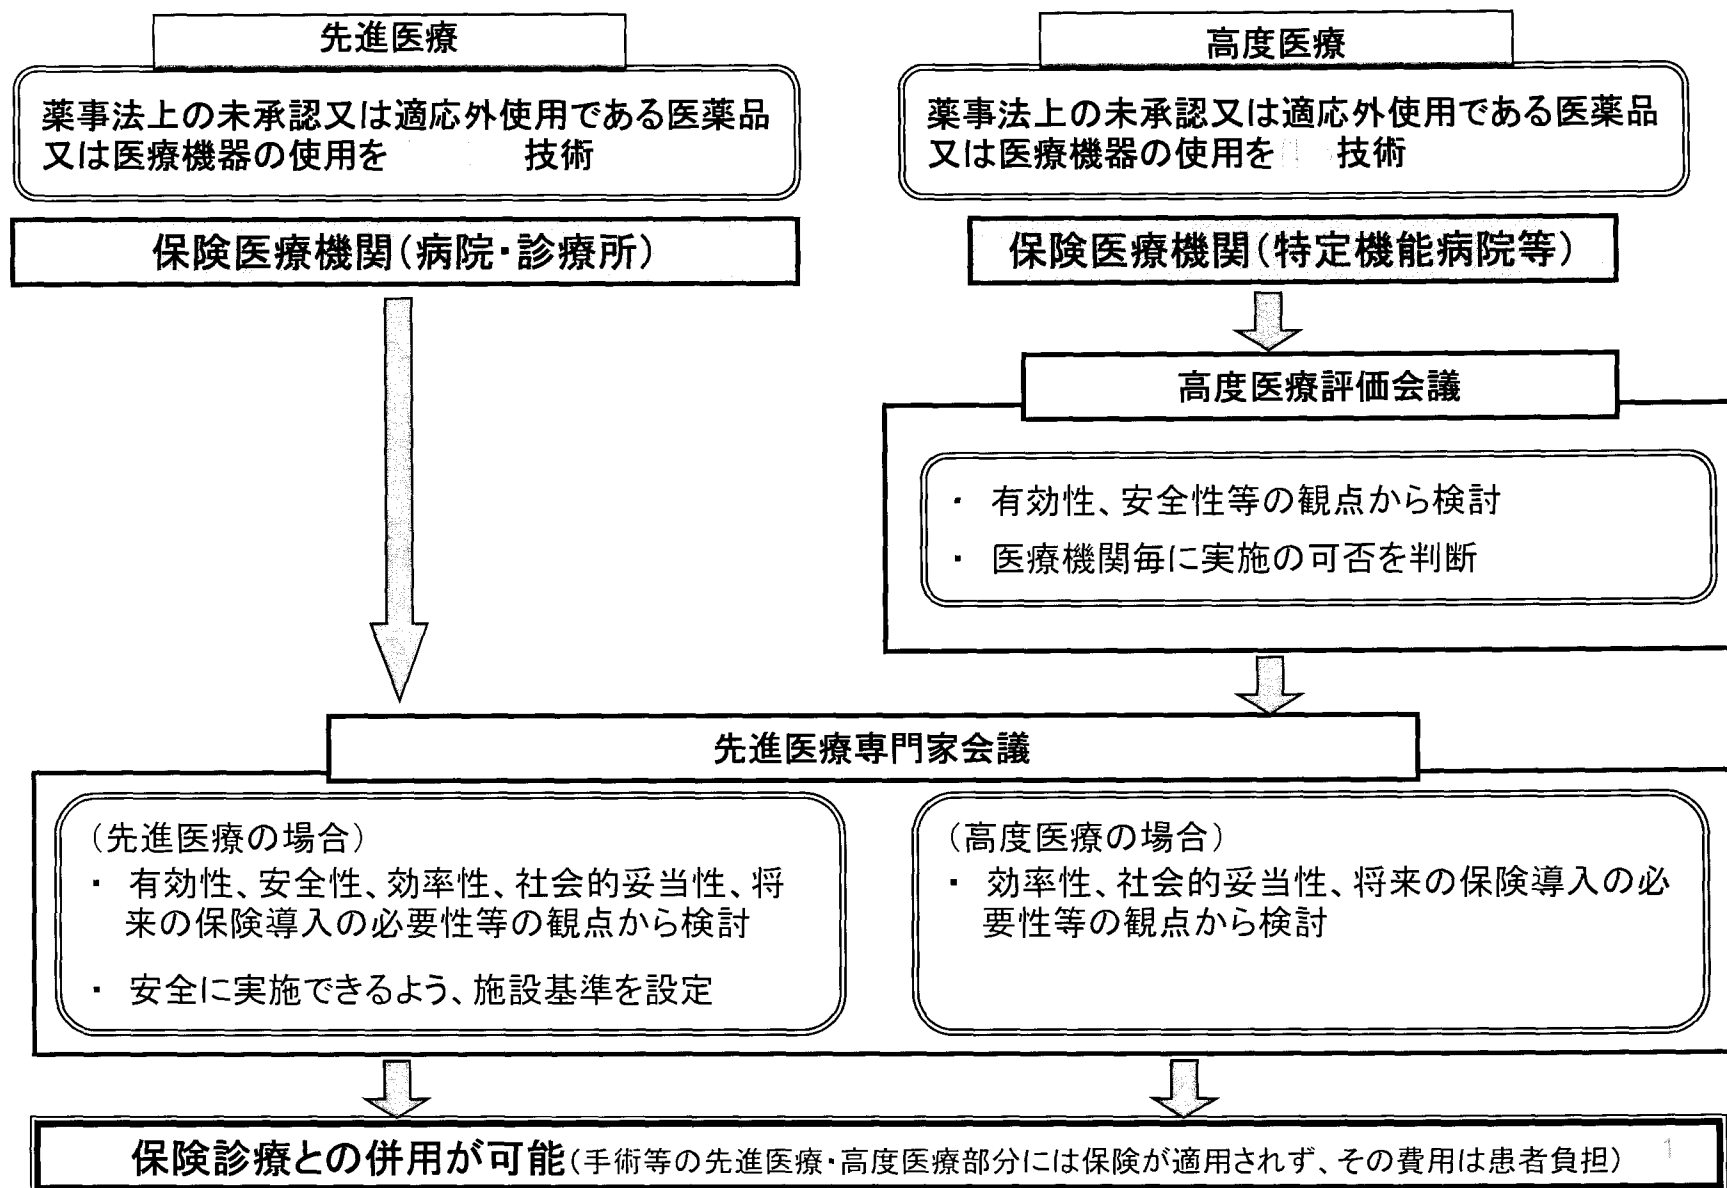 先進医療
薬事法上の未承認又は適応外使用である医薬品
又は医療機器の使用を 技術
保険医療機関(病院・診療所)
高度医療
薬事法上の未承認又は適応外使用である医薬品
又は医療機器の使用を 技術
保険医療機関(特定機能病院等)
高度医療評価会議
・ 有効性、安全性等の観点から検討
・ 医療機関毎に実施の可否を判断
先進医療専門家会議
(先進医療の場合)
・ 有効性、安全性、効率性、社会的妥当性、将
来の保険導入の必要性等の観点から検討
・ 安全に実施できるよう、施設基準を設定
(高度医療の場合)
・ 効率性、社会的妥当性、将来の保険導入の必
要性等の観点から検討
保険診療との併用が可能(手術等の先進医療・高度医療部分には保険が適用されず、その費用は患者負担)
1